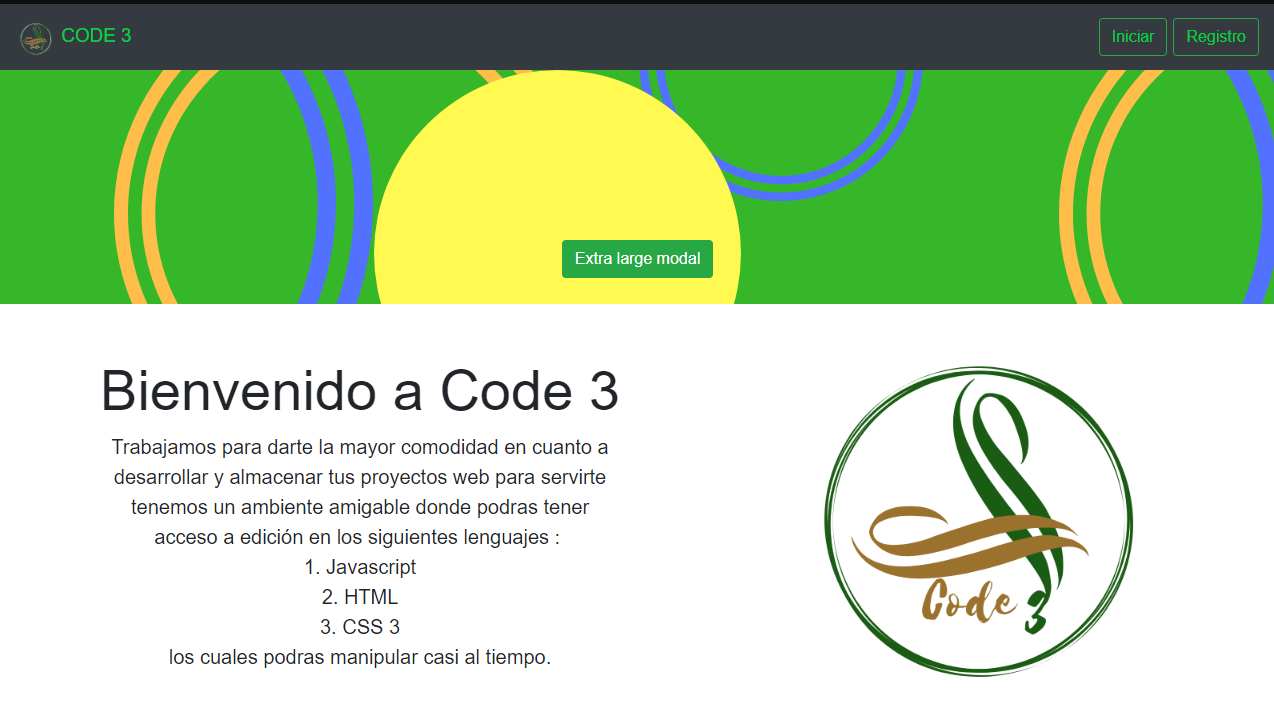 CODE 3
Iniciar
Registro
Extra large modal
Bienvenido a Code 3
Trabajamos para darte la mayor comodidad en cuanto a
desarrollar y almacenar tus proyectos web para servirte
tenemos un ambiente amigable donde podras tener
acceso a edición en los siguientes lenguajes :
1. Javascript
2. HTML
3. CSS 3
los cuales podras manipular casi al tiempo.
Code 3